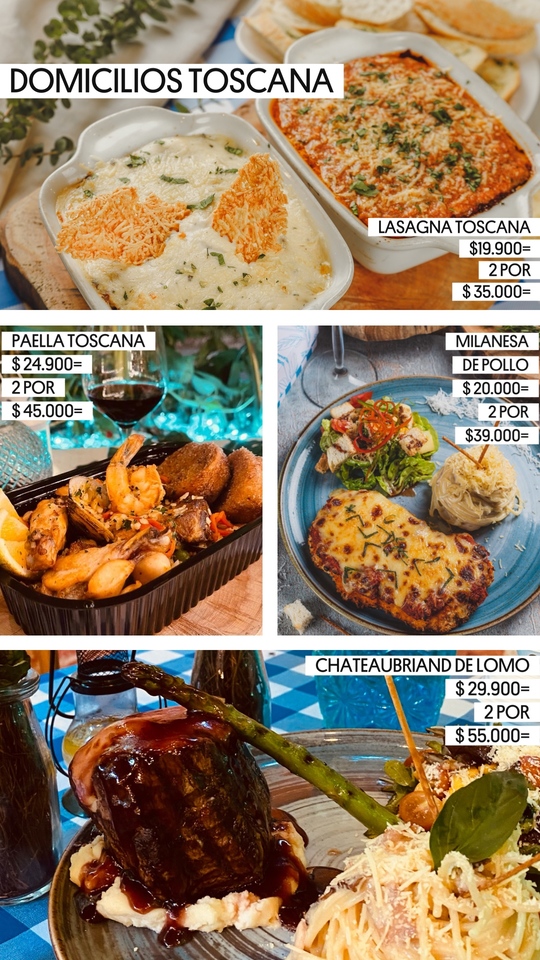 DOMICILIOS TOSCANA
LASAGNA TOSCANA
$19.900=
2 POR
$ 35.000=
PAELLA TOSCANA
$ 24.900=
2 POR
$ 45.000=
MILANESA
DE POLLO
$ 20.000=
2 POR
$39.000=
CHATEAUBRIAND DE LOMO
$ 29.900=
2 POR
$ 55.000=